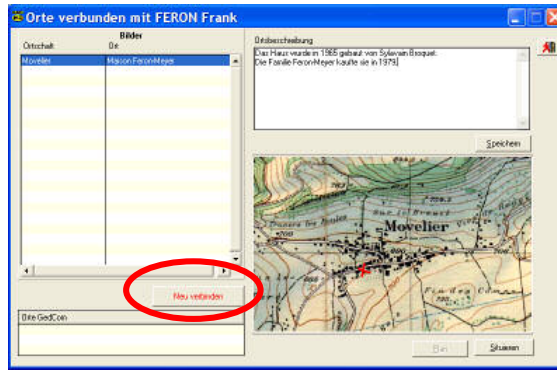 Orte verbunden mit FERON Frank
Bilder
Ortschaft
Ort
Movelier
Maison Feron-Meyer
Neu verbinden
Orte GedCom
Ortsbeschreibung
Das Haus wurde in 1965 gebaut von Sylvain Broquet.
Die Familie Feron-Meyer kaufte sie in 1979.
Speichern
Movelier
Situieren